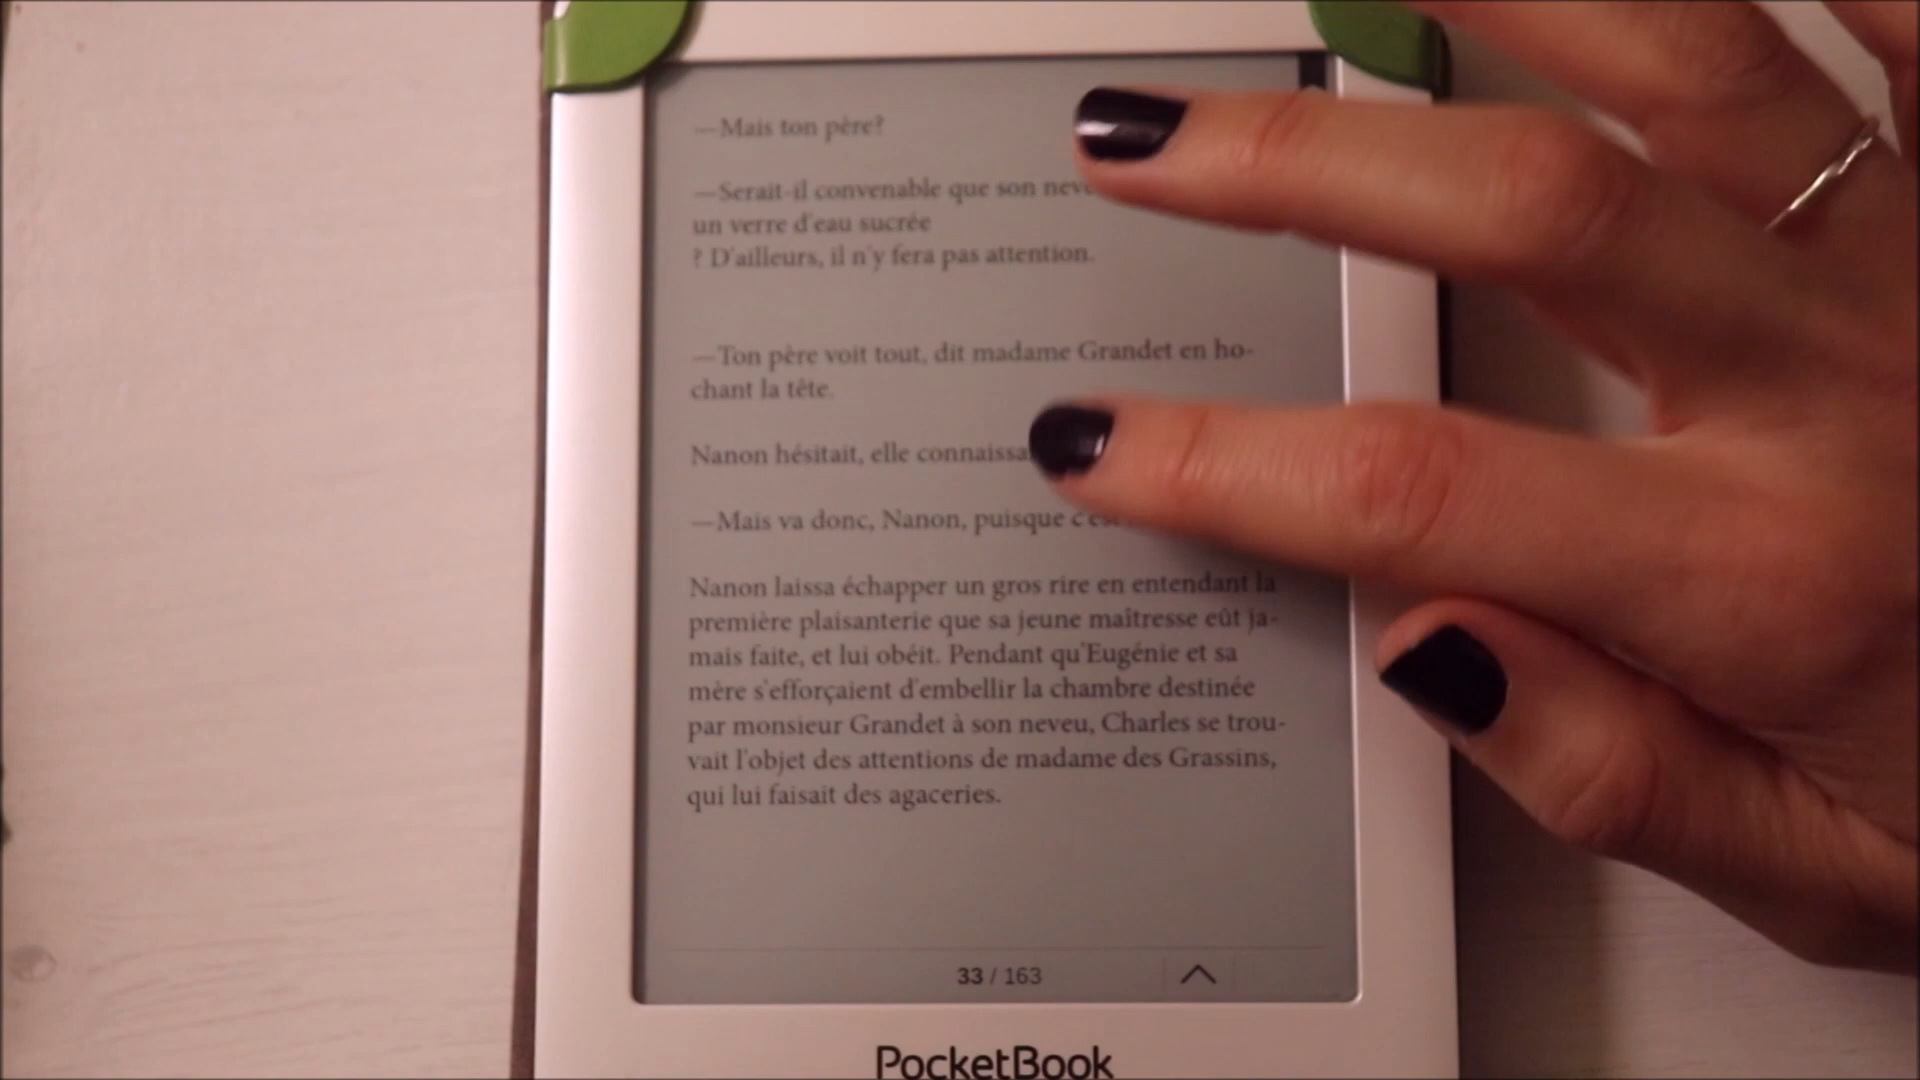 —Mais ton père?
—Serait-il convenable que son
un verre d'eau sucrée
? D'ailleurs, il n'y fera pas attention.
—Ton père voit tout, dit madame Grandet en ho-
chant la tête.
Nanon hésitait, elle
—Mais va donc, Nanon, puisque
Nanon laissa échapper un gros rire en entendant la
première plaisanterie que sa jeune maîtresse eût ja-
mais faite, et lui obéit. Pendant qu'Eugénie et sa
mère s'efforçaient d'embellir la chambre destinée
par monsieur Grandet à son neveu, Charles se trou-
vait l'objet des attentions de madame des Grassins,
qui lui faisait des agaceries.
33 / 163
PocketBook